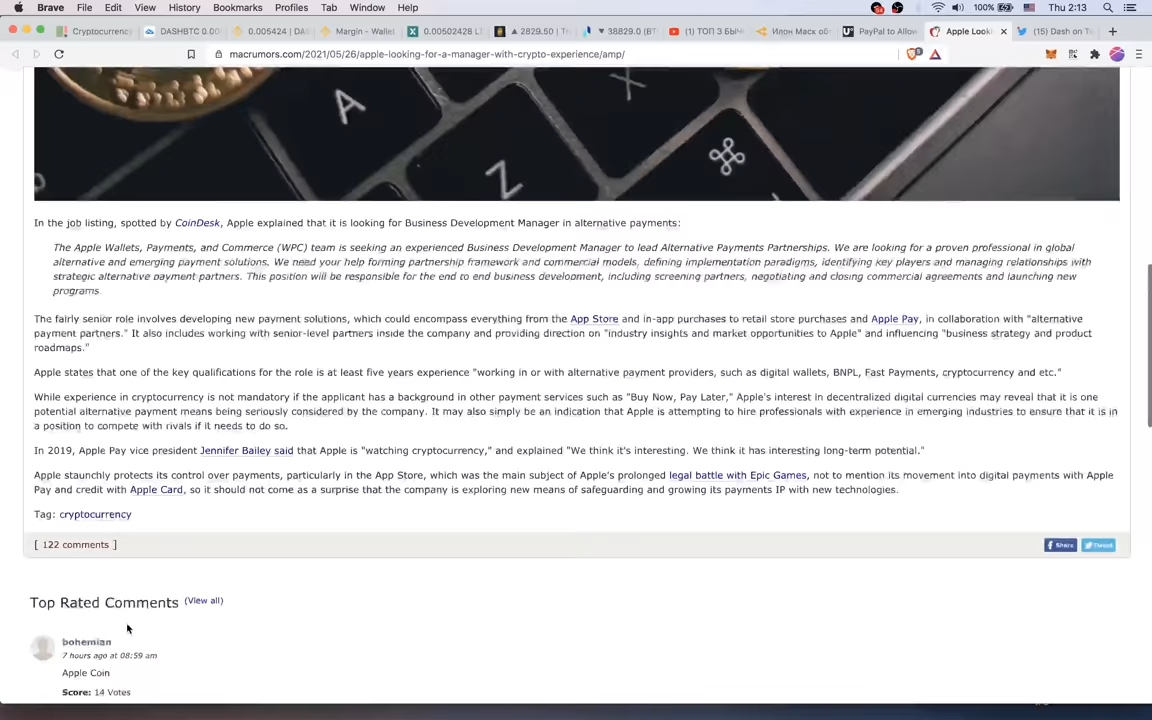 Brave File Edit View History Bookmarks Profiles Tab Window Help 100% Thu 2:13
Cryptocurrency DASHBTC 0.00 0.005424 | DAS Margin - Wallet 0.00502428 | ▲ 2829.50 | Tr ▼ 38829.0 (BT (1) ТОП 3 БЫЧ Илон Маск об PayPal to Allow Apple Looki (15) Dash on Tw
macrumors.com/2021/05/26/apple-looking-for-a-manager-with-crypto-experience/amp/
A X
Z
In the job listing, spotted by CoinDesk, Apple explained that it is looking for Business Development Manager in alternative payments:
The Apple Wallets, Payments, and Commerce (WPC) team is seeking an experienced Business Development Manager to lead Alternative Payments Partnerships. We are looking for a proven professional in global
alternative and emerging payment solutions. We need your help forming partnership framework and commercial models, defining implementation paradigms, identifying key players and managing relationships with
strategic alternative payment partners. This position will be responsible for the end to end business development, including screening partners, negotiating and closing commercial agreements and launching new
programs.
The fairly senior role involves developing new payment solutions, which could encompass everything from the App Store and in-app purchases to retail store purchases and Apple Pay, in collaboration with "alternative
payment partners." It also includes working with senior-level partners inside the company and providing direction on "industry insights and market opportunities to Apple" and influencing "business strategy and product
roadmaps."
Apple states that one of the key qualifications for the role is at least five years experience "working in or with alternative payment providers, such as digital wallets, BNPL, Fast Payments, cryptocurrency and etc."
While experience in cryptocurrency is not mandatory if the applicant has a background in other payment services such as "Buy Now, Pay Later," Apple's interest in decentralized digital currencies may reveal that it is one
potential alternative payment means being seriously considered by the company. It may also simply be an indication that Apple is attempting to hire professionals with experience in emerging industries to ensure that it is in
a position to compete with rivals if it needs to do so.
In 2019, Apple Pay vice president Jennifer Bailey said that Apple is "watching cryptocurrency," and explained "We think it's interesting. We think it has interesting long-term potential."
Apple staunchly protects its control over payments, particularly in the App Store, which was the main subject of Apple's prolonged legal battle with Epic Games, not to mention its movement into digital payments with Apple
Pay and credit with Apple Card, so it should not come as a surprise that the company is exploring new means of safeguarding and growing its payments IP with new technologies.
Tag: cryptocurrency
[ 122 comments ] Share Tweet
Top Rated Comments (View all)
bohemian
7 hours ago at 08:59 am
Apple Coin
Score: 14 Votes